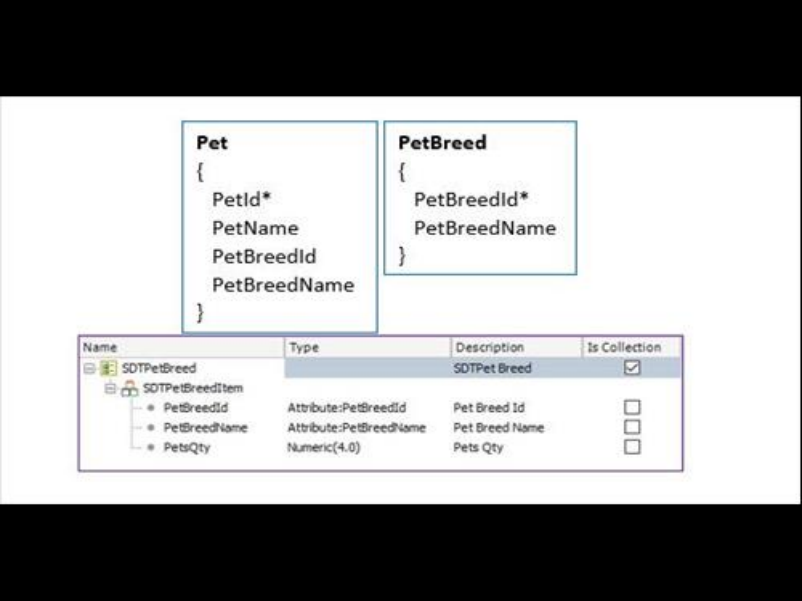 Pet
{
PetId*
PetName
PetBreedId
PetBreedName
}
PetBreed
{
PetBreedId*
PetBreedName
}
Name Type Description Is Collection
SDTPetBreed SDTPet Breed
SDTPetBreedItem
PetBreedId Attribute:PetBreedId Pet Breed Id
PetBreedName Attribute:PetBreedName Pet Breed Name
PetsQty Numeric(4.0) Pets Qty